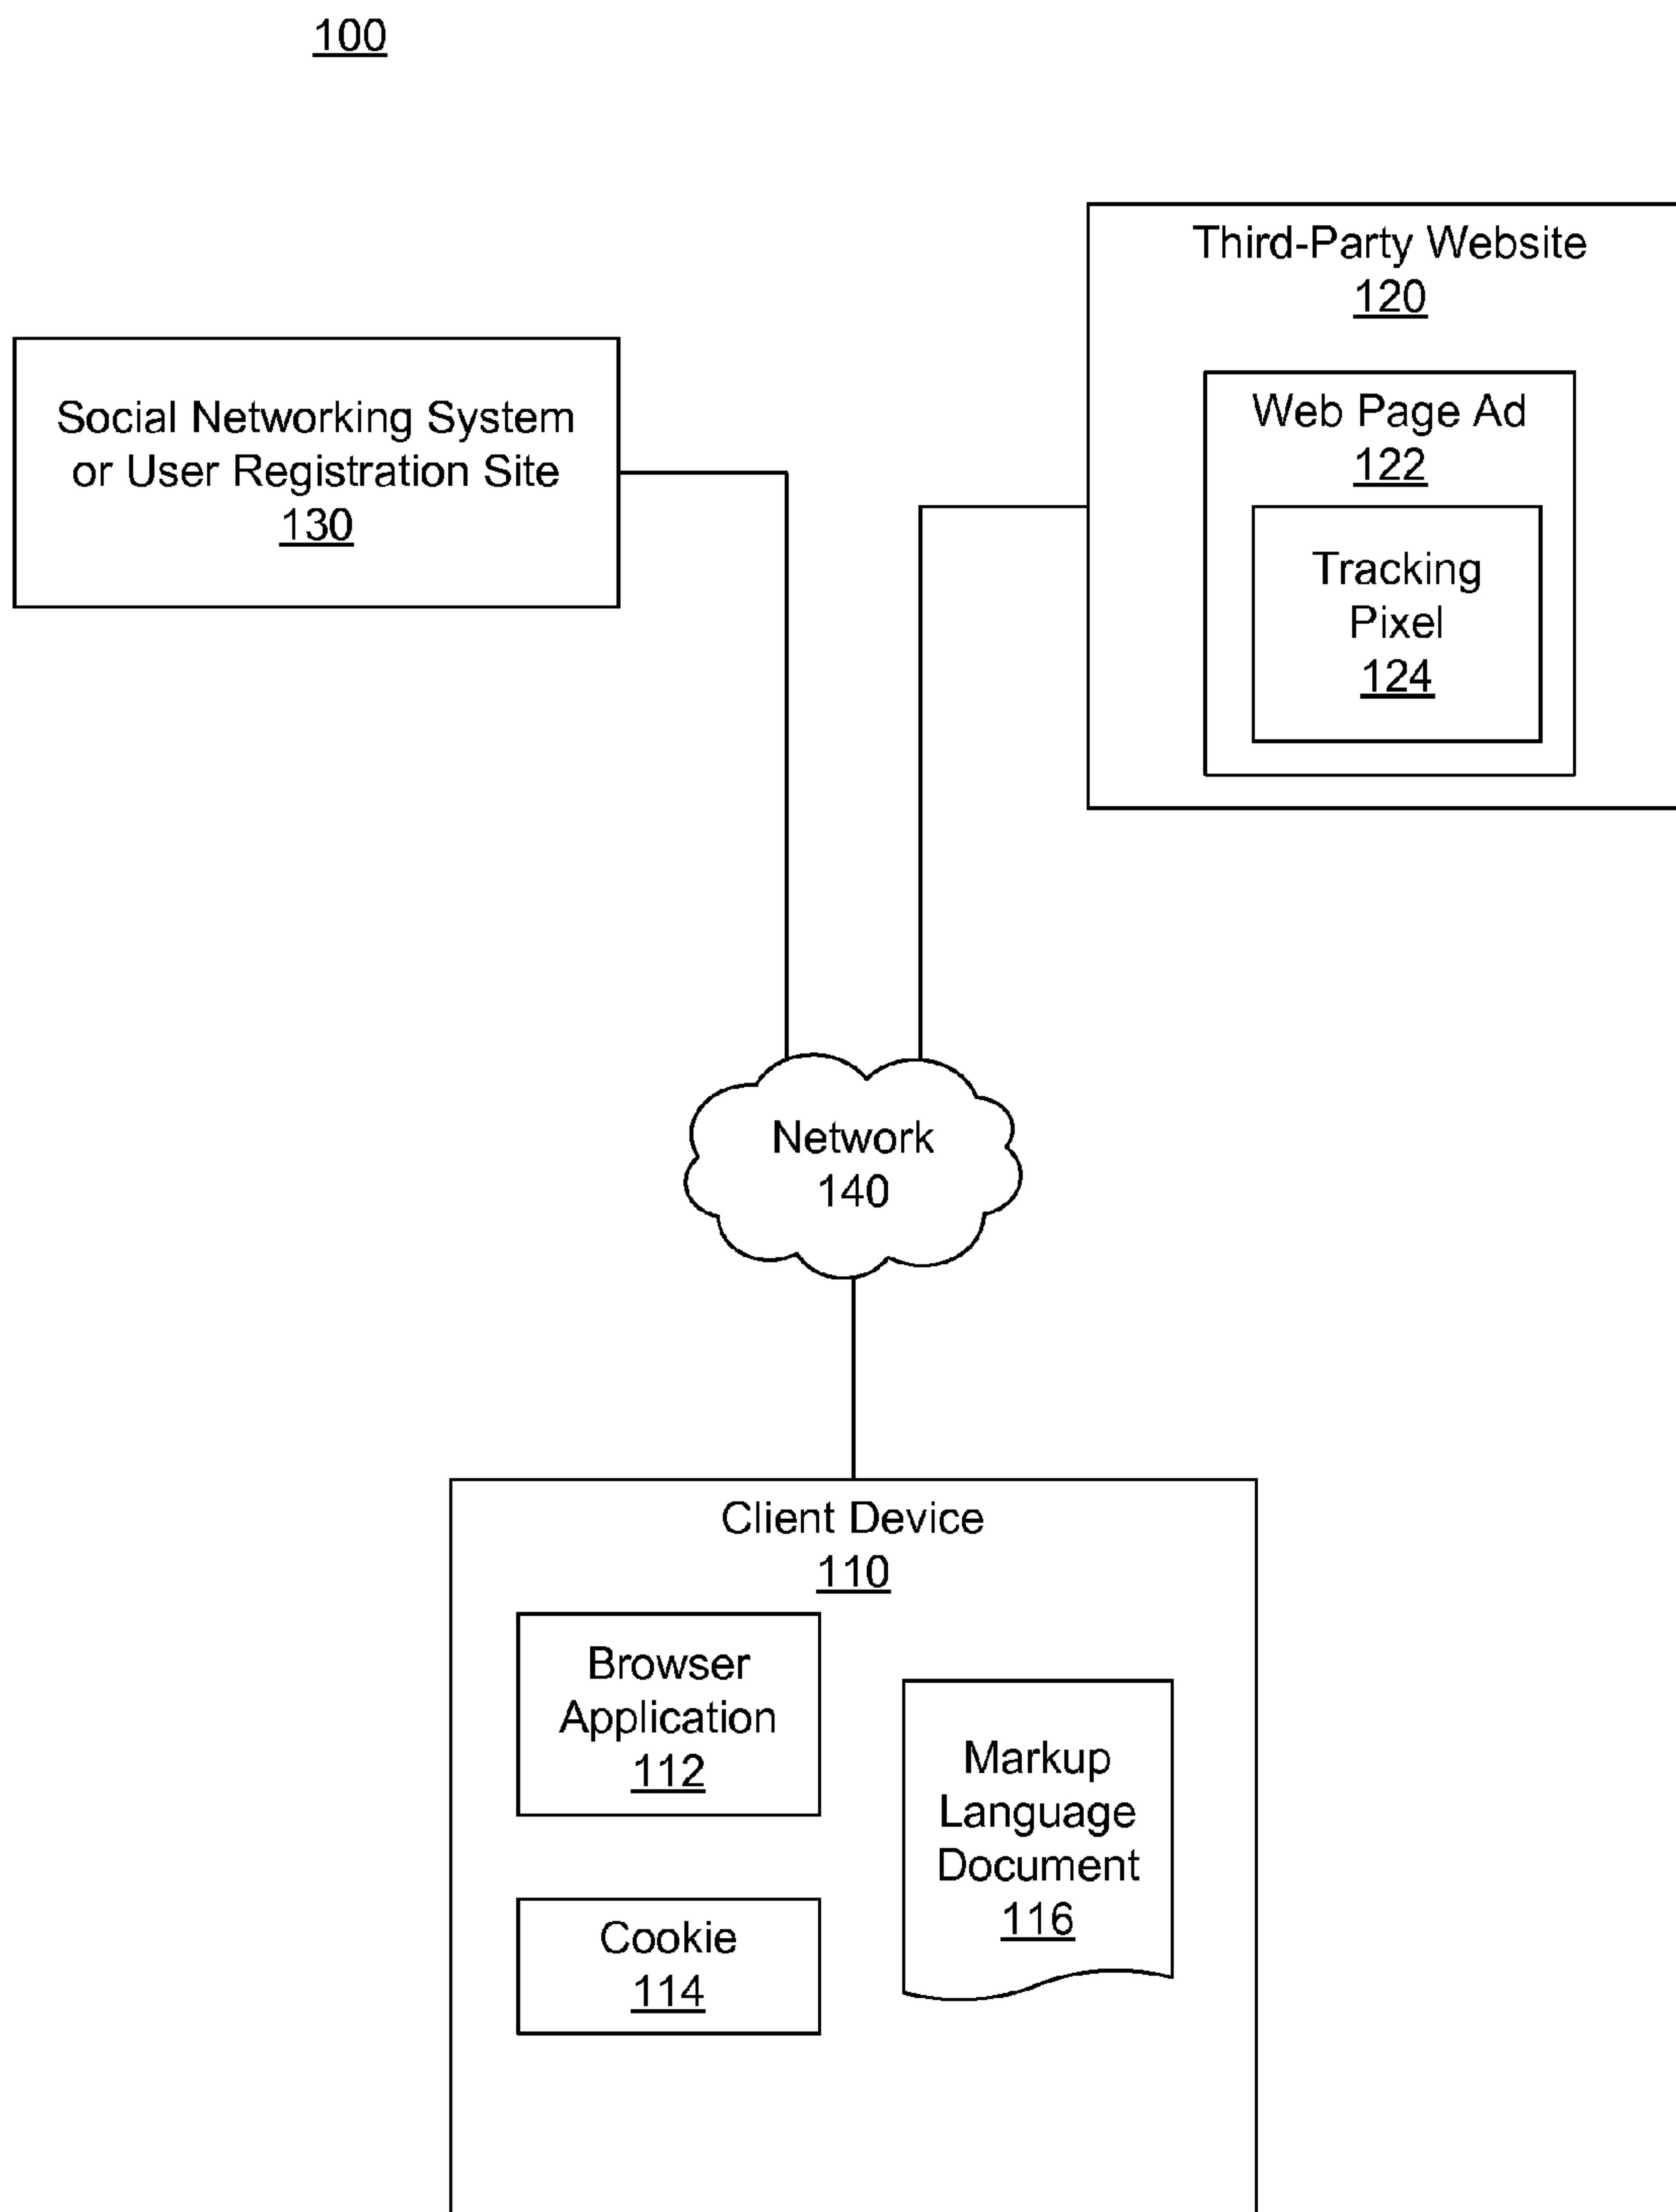 100
Third-Party Website
120
Social Networking System
or User Registration Site
130
Web Page Ad
122
Tracking
Pixel
124
Network
140
Client Device
110
Browser
Application
112
Markup
Language
Document
116
Cookie
114